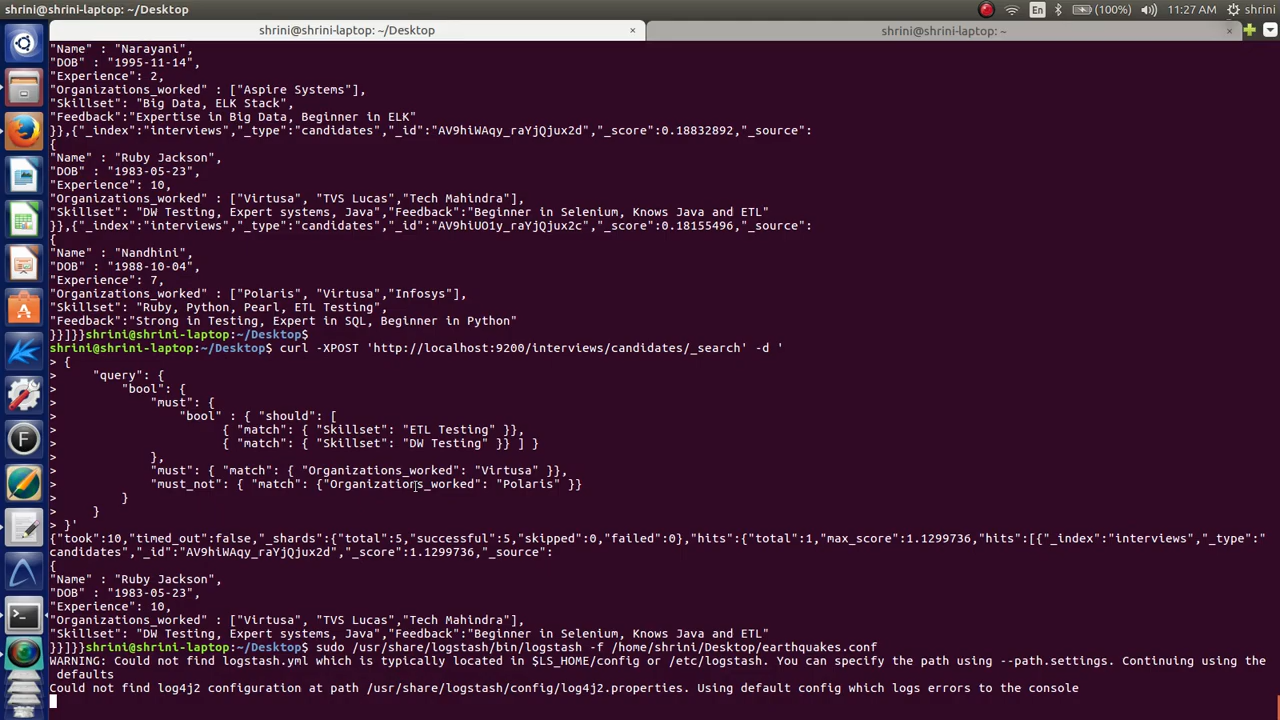 shrini@shrini-laptop: ~/Desktop
En
(100%)
11:27 AM
shrini
shrini@shrini-laptop: ~/Desktop ×
shrini@shrini-laptop: ~ ×
"Name" : "Narayani",
"DOB" : "1995-11-14",
"Experience": 2,
"Organizations_worked" : ["Aspire Systems"],
"Skillset": "Big Data, ELK Stack",
"Feedback":"Expertise in Big Data, Beginner in ELK"
}},{"_index":"interviews","_type":"candidates","_id":"AV9hiWAqy_raYjQjux2d","_score":0.18832892,"_source":
{
"Name" : "Ruby Jackson",
"DOB" : "1983-05-23",
"Experience": 10,
"Organizations_worked" : ["Virtusa", "TVS Lucas","Tech Mahindra"],
"Skillset": "DW Testing, Expert systems, Java","Feedback":"Beginner in Selenium, Knows Java and ETL"
}},{"_index":"interviews","_type":"candidates","_id":"AV9hiUO1y_raYjQjux2c","_score":0.18155496,"_source":
{
"Name" : "Nandhini",
"DOB" : "1988-10-04",
"Experience": 7,
"Organizations_worked" : ["Polaris", "Virtusa","Infosys"],
"Skillset": "Ruby, Python, Pearl, ETL Testing",
"Feedback":"Strong in Testing, Expert in SQL, Beginner in Python"
}}]}}shrini@shrini-laptop:~/Desktop$
shrini@shrini-laptop:~/Desktop$ curl -XPOST 'http://localhost:9200/interviews/candidates/_search' -d '
> {
>     "query": {
>         "bool": {
>             "must": {
>                 "bool" : { "should": [
>                       { "match": { "Skillset": "ETL Testing" }},
>                       { "match": { "Skillset": "DW Testing" }} ] }
>             },
>             "must": { "match": { "Organizations_worked": "Virtusa" }},
>             "must_not": { "match": {"Organizations_worked": "Polaris" }}
>         }
>     }
> }'
{"took":10,"timed_out":false,"_shards":{"total":5,"successful":5,"skipped":0,"failed":0},"hits":{"total":1,"max_score":1.1299736,"hits":[{"_index":"interviews","_type":"
candidates","_id":"AV9hiWAqy_raYjQjux2d","_score":1.1299736,"_source":
{
"Name" : "Ruby Jackson",
"DOB" : "1983-05-23",
"Experience": 10,
"Organizations_worked" : ["Virtusa", "TVS Lucas","Tech Mahindra"],
"Skillset": "DW Testing, Expert systems, Java","Feedback":"Beginner in Selenium, Knows Java and ETL"
}}]}}shrini@shrini-laptop:~/Desktop$ sudo /usr/share/logstash/bin/logstash -f /home/shrini/Desktop/earthquakes.conf
WARNING: Could not find logstash.yml which is typically located in $LS_HOME/config or /etc/logstash. You can specify the path using --path.settings. Continuing using the
 defaults
Could not find log4j2 configuration at path /usr/share/logstash/config/log4j2.properties. Using default config which logs errors to the console